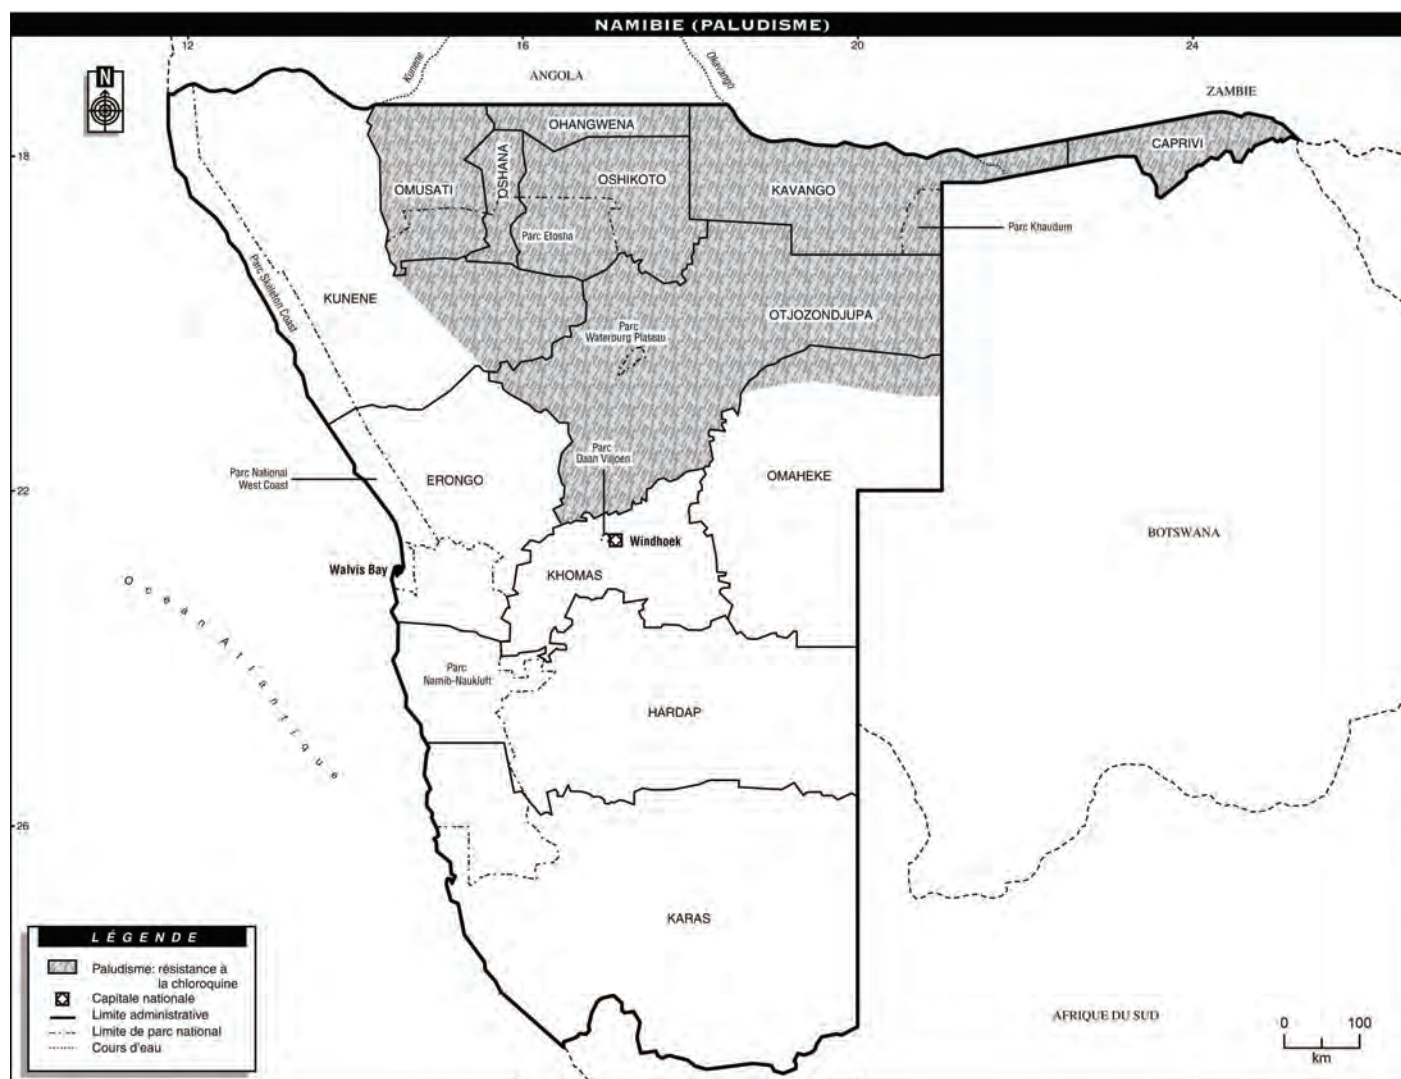 NAMIBIE (PALUDISME)
12
16
20
24
N
Kunene
ANGOLA
Okavango
ZAMBIE
18
OHANGWENA
CAPRIVI
OMUSATI
OSHANA
OSHIKOTO
KAVANGO
Parc Etosha
Parc Khaudum
Parc Skeleton Coast
KUNENE
OTJOZONDJUPA
Parc
Waterburg Plateau
Parc
Daan Viljoen
Parc National
West Coast
ERONGO
OMAHEKE
22
BOTSWANA
Windhoek
Walvis Bay
KHOMAS
Océan Atlantique
Parc
Namib-Naukluft
HARDAP
26
KARAS
LÉGENDE
Paludisme: résistance à
la chloroquine
Capitale nationale
Limite administrative
Limite de parc national
Cours d'eau
AFRIQUE DU SUD
0 100
km